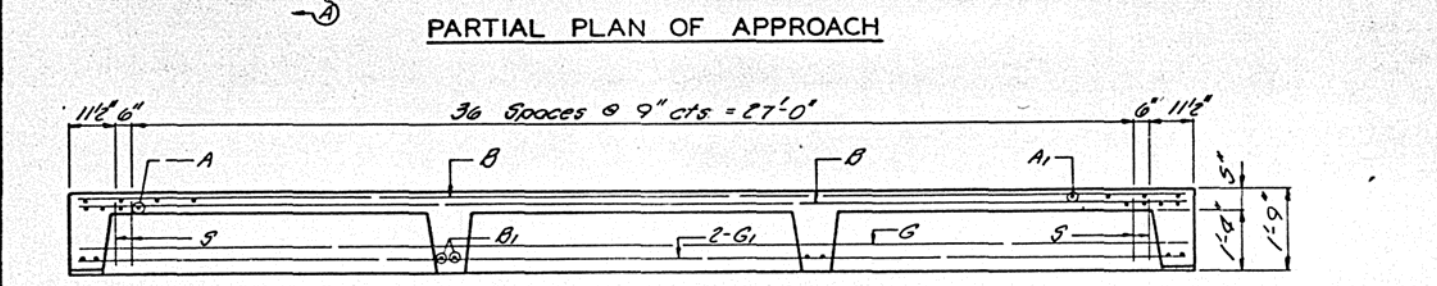 A
PARTIAL PLAN OF APPROACH
11½" 6" 36 Spaces @ 9" cts. = 27'-0" 6" 11½"
A B B A₁
5"
S B₁ 2-G₁ G S
1'-4" 1'-9"